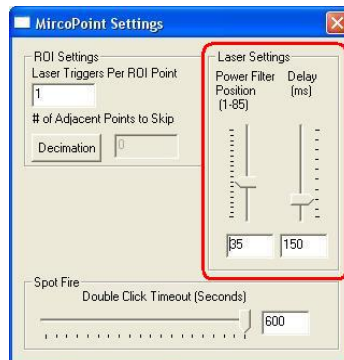 MircoPoint Settings
ROI Settings
Laser Triggers Per ROI Point
1
# of Adjacent Points to Skip
Decimation
0
Laser Settings
Power Filter Position (1-85)
Delay (ms)
35
150
Spot Fire
Double Click Timeout (Seconds)
600